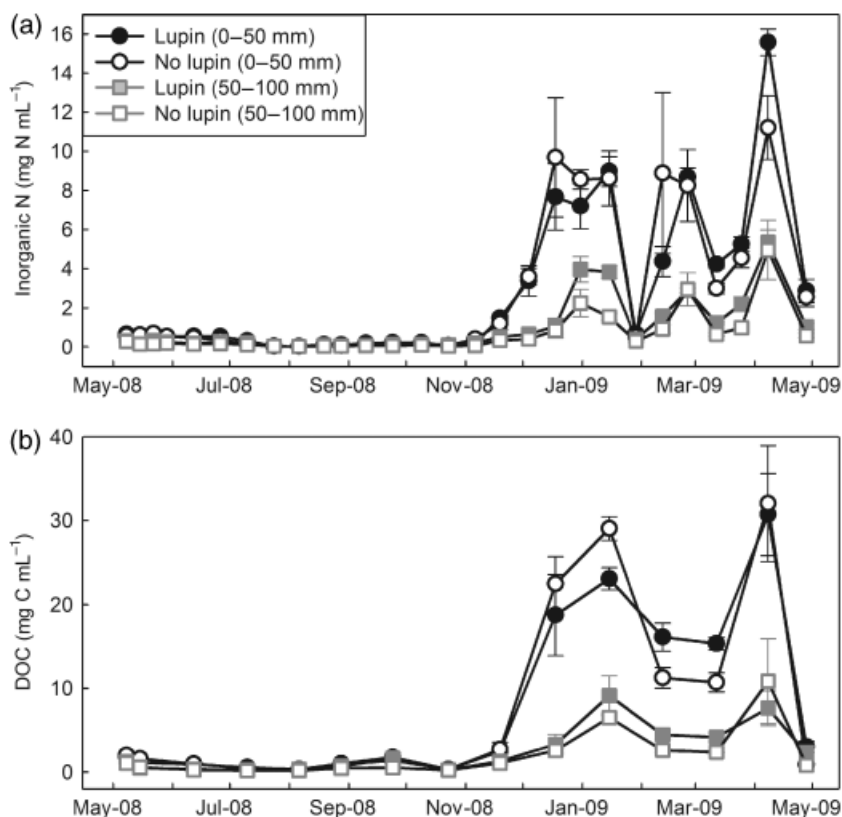 (a)
Lupin (0–50 mm)
No lupin (0–50 mm)
Lupin (50–100 mm)
No lupin (50–100 mm)
Inorganic N (mg N mL⁻¹)
16
14
12
10
8
6
4
2
0
May-08 Jul-08 Sep-08 Nov-08 Jan-09 Mar-09 May-09
(b)
DOC (mg C mL⁻¹)
40
30
20
10
0
May-08 Jul-08 Sep-08 Nov-08 Jan-09 Mar-09 May-09